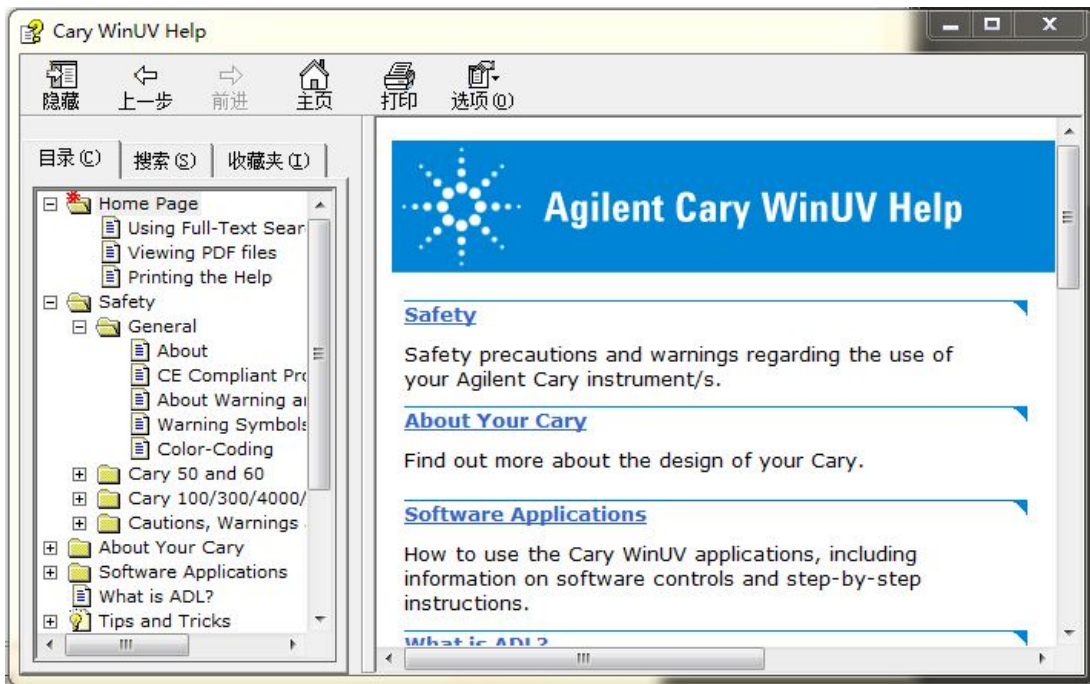 Cary WinUV Help
隐藏 上一步 前进 主页 打印 选项(O)
目录(C) 搜索(S) 收藏夹(I)
Home Page
Using Full-Text Sear
Viewing PDF files
Printing the Help
Safety
General
About
CE Compliant Pro
About Warning a
Warning Symbols
Color-Coding
Cary 50 and 60
Cary 100/300/4000/
Cautions, Warnings
About Your Cary
Software Applications
What is ADL?
Tips and Tricks
Agilent Cary WinUV Help
Safety
Safety precautions and warnings regarding the use of
your Agilent Cary instrument/s.
About Your Cary
Find out more about the design of your Cary.
Software Applications
How to use the Cary WinUV applications, including
information on software controls and step-by-step
instructions.
What is ADL?